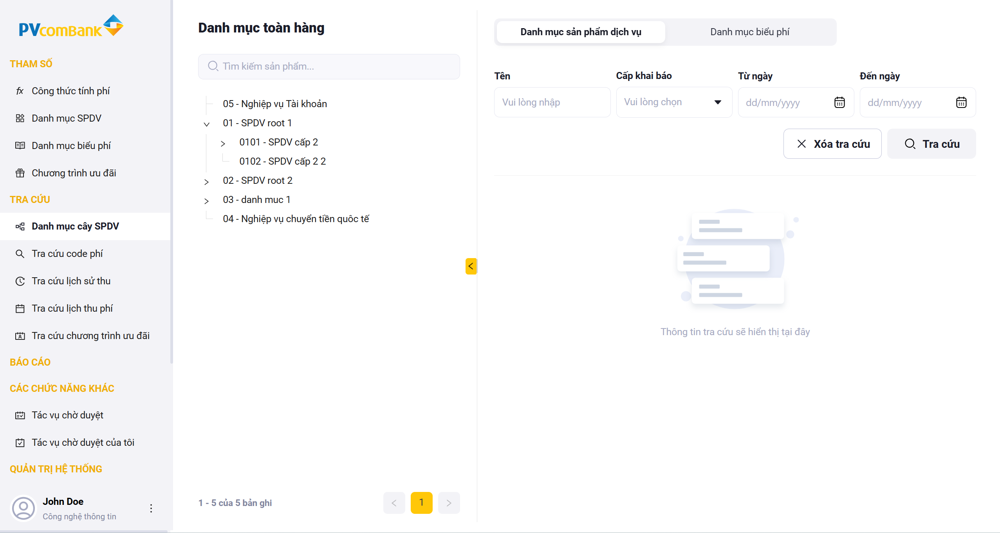 PVcomBank
THAM SỐ
Công thức tính phí
Danh mục SPDV
Danh mục biểu phí
Chương trình ưu đãi
TRA CỨU
Danh mục cây SPDV
Tra cứu code phí
Tra cứu lịch sử thu
Tra cứu lịch thu phí
Tra cứu chương trình ưu đãi
BÁO CÁO
CÁC CHỨC NĂNG KHÁC
Tác vụ chờ duyệt
Tác vụ chờ duyệt của tôi
QUẢN TRỊ HỆ THỐNG
John Doe
Công nghệ thông tin
Danh mục toàn hàng
Tìm kiếm sản phẩm...
05 - Nghiệp vụ Tài khoản
01 - SPDV root 1
0101 - SPDV cấp 2
0102 - SPDV cấp 2 2
02 - SPDV root 2
03 - danh muc 1
04 - Nghiệp vụ chuyển tiền quôc tế
1 - 5 của 5 bản ghi
1
Danh mục sản phẩm dịch vụ
Danh mục biểu phí
Tên
Cấp khai báo
Từ ngày
Đến ngày
Vui lòng nhập
Vui lòng chọn
dd/mm/yyyy
dd/mm/yyyy
Xóa tra cứu
Tra cứu
Thông tin tra cứu sẽ hiển thị tại đây